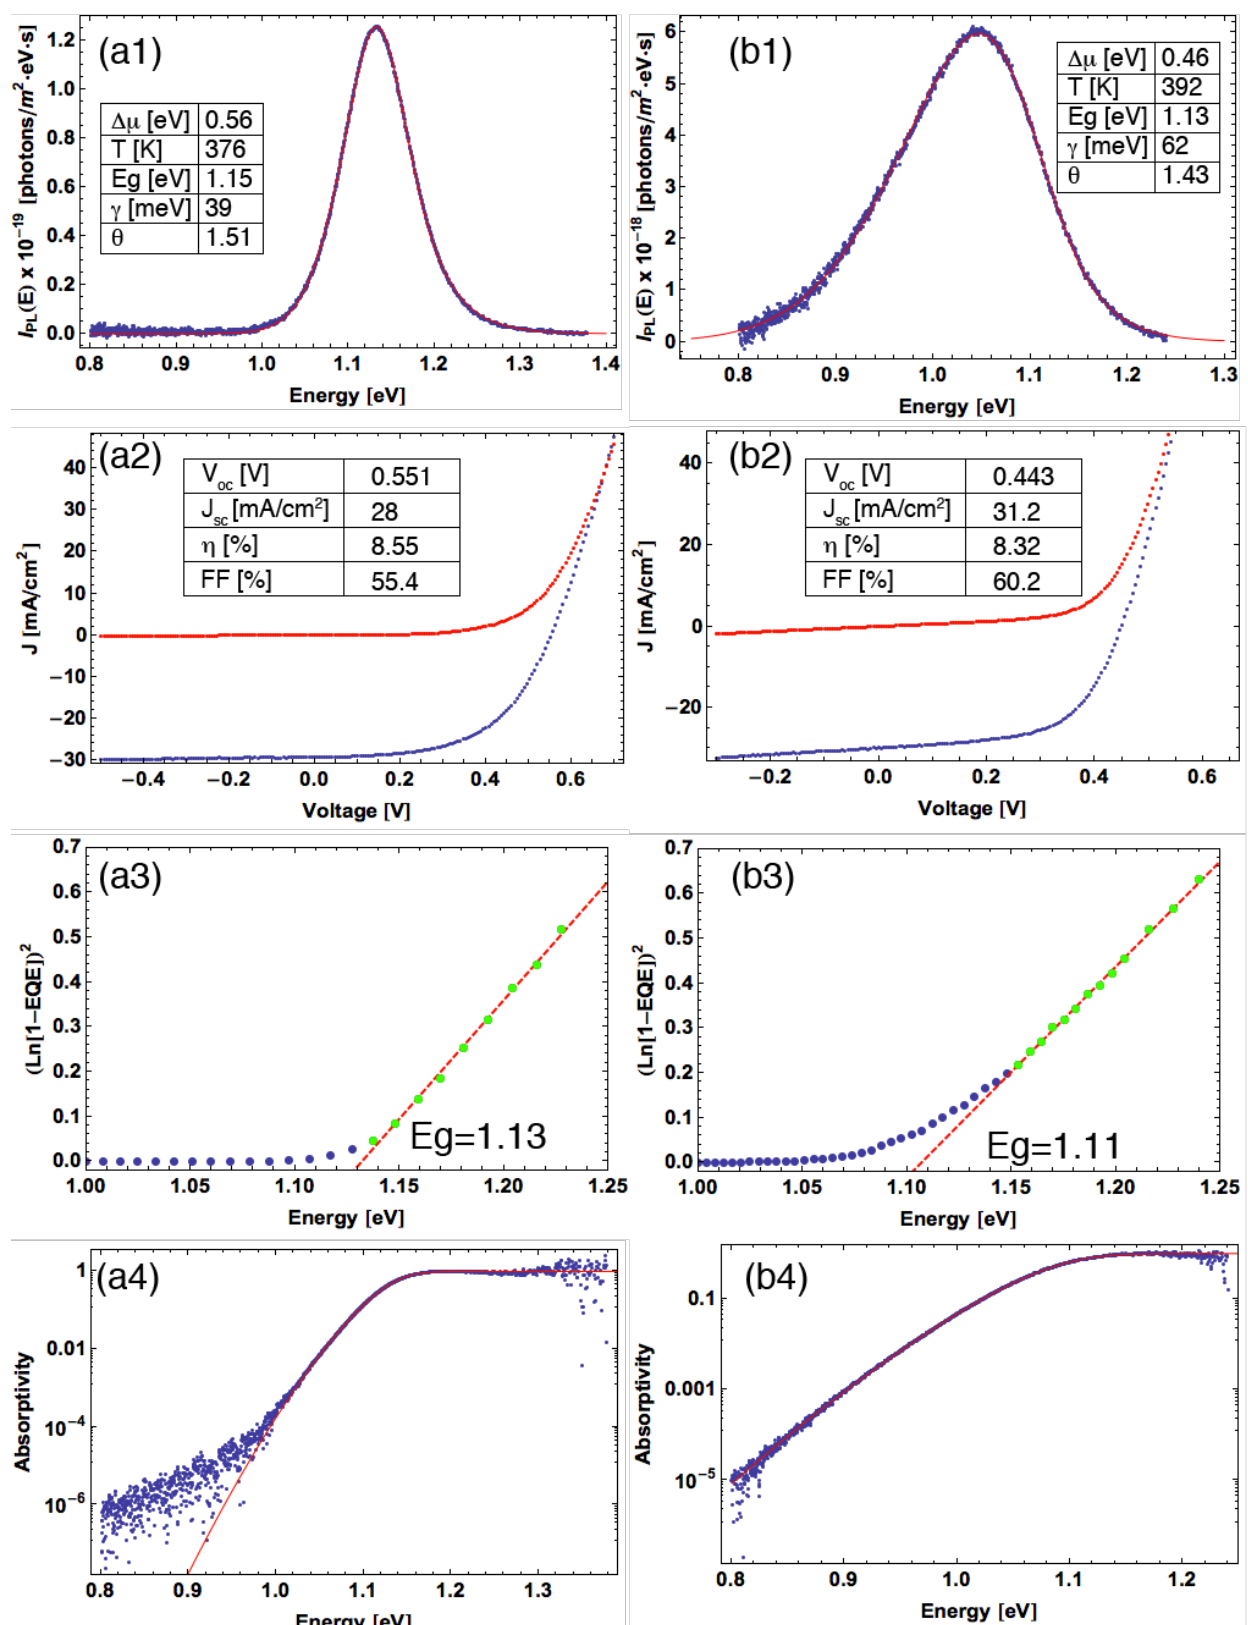 (a1)
I_PL(E) x 10⁻¹⁹ [photons/m²·eV·s]
1.2
1.0
0.8
0.6
0.4
0.2
0.0
Δμ [eV] 0.56
T [K] 376
Eg [eV] 1.15
γ [meV] 39
θ 1.51
0.8 0.9 1.0 1.1 1.2 1.3 1.4
Energy [eV]
(b1)
I_PL(E) x 10⁻¹⁸ [photons/m²·eV·s]
6
5
4
3
2
1
0
Δμ [eV] 0.46
T [K] 392
Eg [eV] 1.13
γ [meV] 62
θ 1.43
0.8 0.9 1.0 1.1 1.2 1.3
Energy [eV]
(a2)
J [mA/cm²]
40
30
20
10
0
−10
−20
−30
V_oc [V] 0.551
J_sc [mA/cm²] 28
η [%] 8.55
FF [%] 55.4
−0.4 −0.2 0.0 0.2 0.4 0.6
Voltage [V]
(b2)
J [mA/cm²]
40
20
0
−20
V_oc [V] 0.443
J_sc [mA/cm²] 31.2
η [%] 8.32
FF [%] 60.2
−0.2 0.0 0.2 0.4 0.6
Voltage [V]
(a3)
(Ln[1−EQE])²
0.7
0.6
0.5
0.4
0.3
0.2
0.1
0.0
Eg=1.13
1.00 1.05 1.10 1.15 1.20 1.25
Energy [eV]
(b3)
(Ln[1−EQE])²
0.7
0.6
0.5
0.4
0.3
0.2
0.1
0.0
Eg=1.11
1.00 1.05 1.10 1.15 1.20 1.25
Energy [eV]
(a4)
Absorptivity
1
0.01
10⁻⁴
10⁻⁶
0.8 0.9 1.0 1.1 1.2 1.3
Energy [eV]
(b4)
Absorptivity
0.1
0.001
10⁻⁵
0.8 0.9 1.0 1.1 1.2
Energy [eV]